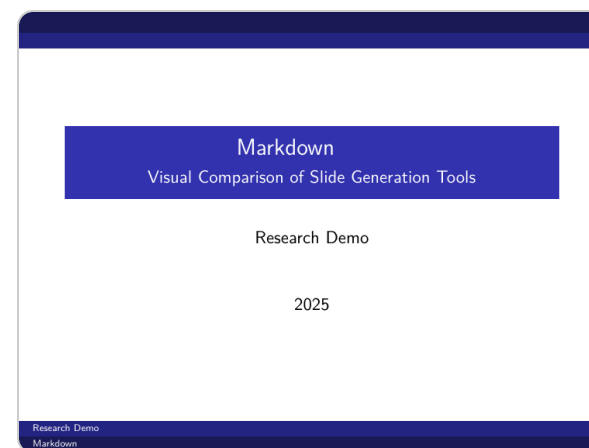 Markdown
Visual Comparison of Slide Generation Tools
Research Demo
2025
Research Demo
Markdown